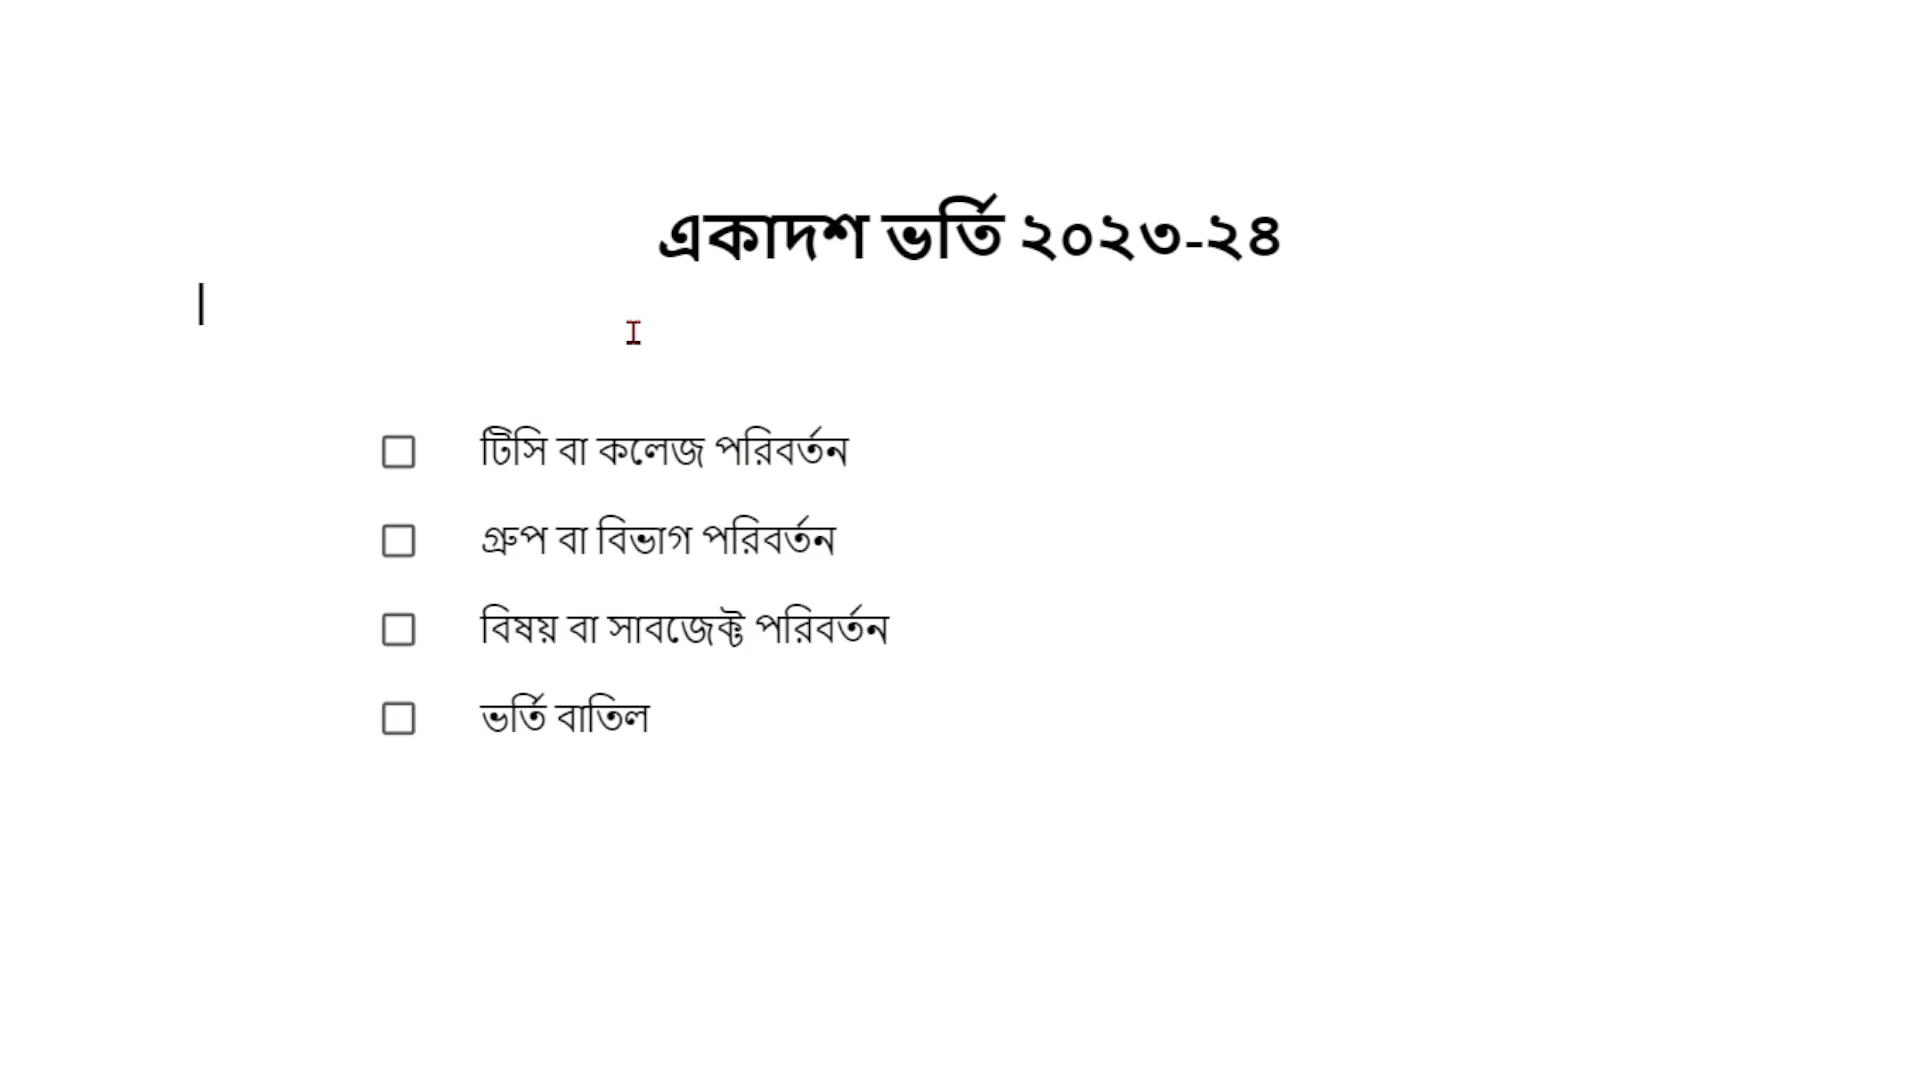 একাদশ ভর্তি ২০২৩-২৪
টিসি বা কলেজ পরিবর্তন
গ্রুপ বা বিভাগ পরিবর্তন
বিষয় বা সাবজেক্ট পরিবর্তন
ভর্তি বাতিল